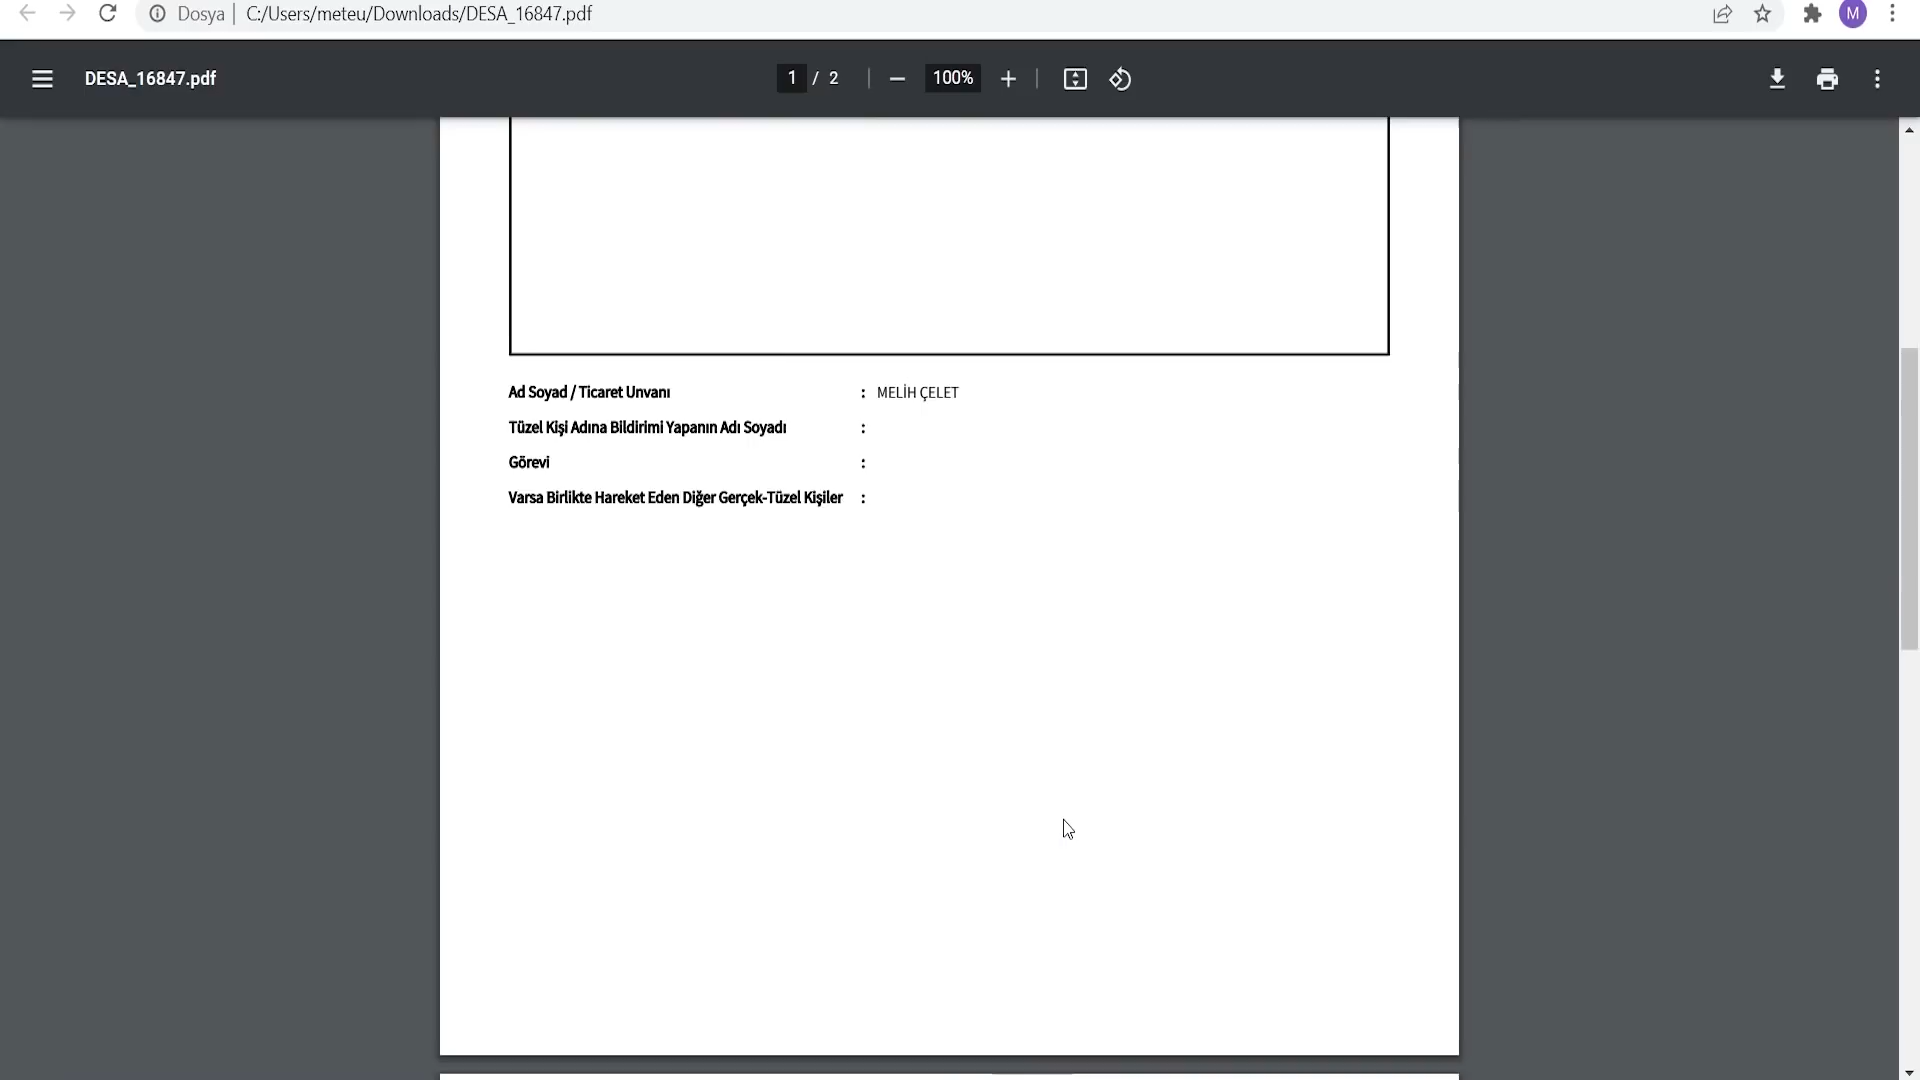 Dosya | C:/Users/meteu/Downloads/DESA_16847.pdf
M
DESA_16847.pdf
1 / 2
100%
Ad Soyad / Ticaret Unvanı : MELİH ÇELET
Tüzel Kişi Adına Bildirimi Yapanın Adı Soyadı :
Görevi :
Varsa Birlikte Hareket Eden Diğer Gerçek-Tüzel Kişiler :